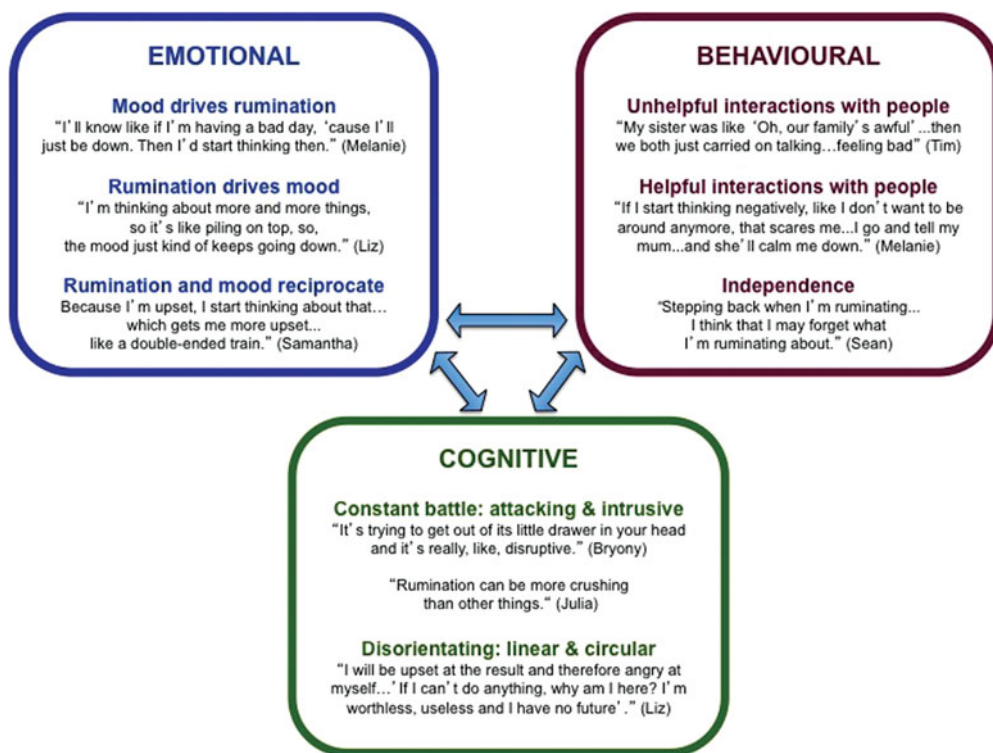 EMOTIONAL
Mood drives rumination
“I’ll know like if I’m having a bad day, ‘cause I’ll
just be down. Then I’d start thinking then.” (Melanie)
Rumination drives mood
“I’m thinking about more and more things,
so it’s like piling on top, so,
the mood just kind of keeps going down.” (Liz)
Rumination and mood reciprocate
Because I’m upset, I start thinking about that…
which gets me more upset...
like a double-ended train.” (Samantha)
BEHAVIOURAL
Unhelpful interactions with people
“My sister was like ‘Oh, our family’s awful’...then
we both just carried on talking…feeling bad” (Tim)
Helpful interactions with people
“If I start thinking negatively, like I don’t want to be
around anymore, that scares me...I go and tell my
mum...and she’ll calm me down.” (Melanie)
Independence
“Stepping back when I’m ruminating...
I think that I may forget what
I’m ruminating about.” (Sean)
COGNITIVE
Constant battle: attacking & intrusive
“It’s trying to get out of its little drawer in your head
and it’s really, like, disruptive.” (Bryony)
“Rumination can be more crushing
than other things.” (Julia)
Disorientating: linear & circular
“I will be upset at the result and therefore angry at
myself…‘If I can’t do anything, why am I here? I’m
worthless, useless and I have no future’.” (Liz)